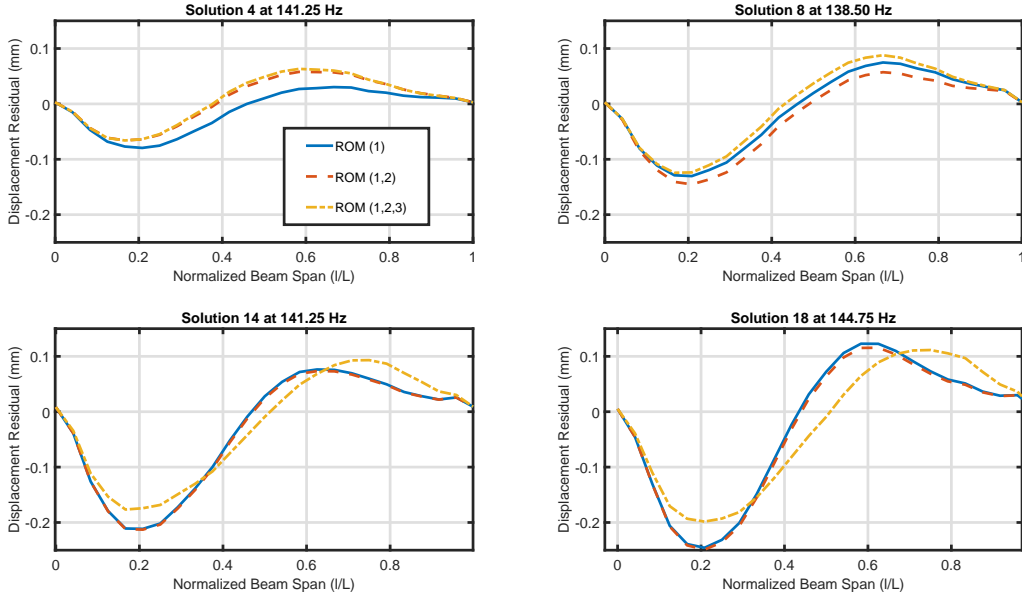 Solution 4 at 141.25 Hz
0.1
0
-0.1
-0.2
Displacement Residual (mm)
0 0.2 0.4 0.6 0.8 1
Normalized Beam Span (l/L)
ROM (1)
ROM (1,2)
ROM (1,2,3)
Solution 8 at 138.50 Hz
0.1
0
-0.1
-0.2
Displacement Residual (mm)
0 0.2 0.4 0.6 0.8 1
Normalized Beam Span (l/L)
Solution 14 at 141.25 Hz
0.1
0
-0.1
-0.2
Displacement Residual (mm)
0 0.2 0.4 0.6 0.8
Normalized Beam Span (l/L)
Solution 18 at 144.75 Hz
0.1
0
-0.1
-0.2
Displacement Residual (mm)
0 0.2 0.4 0.6 0.8
Normalized Beam Span (l/L)